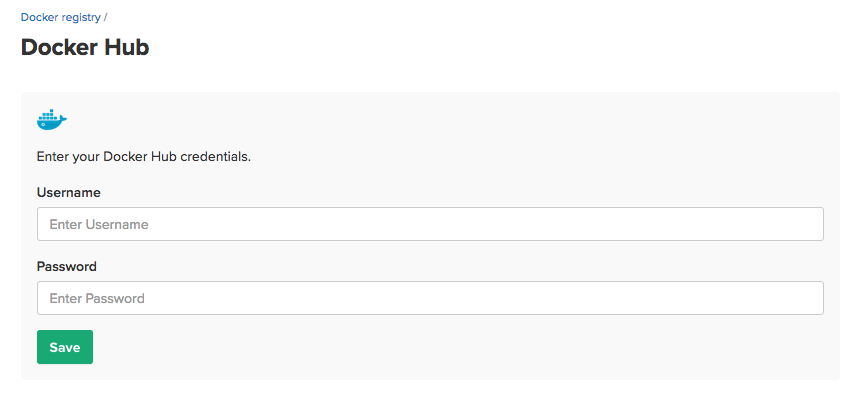 Docker registry /
Docker Hub
Enter your Docker Hub credentials.
Username
Enter Username
Password
Enter Password
Save